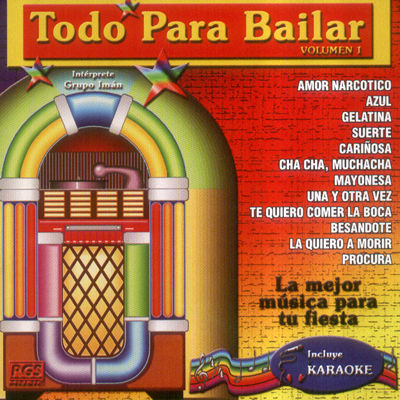 Todo Para Bailar
VOLUMEN I
Intérprete
Grupo Imán
AMOR NARCOTICO
AZUL
GELATINA
SUERTE
CARIÑOSA
CHA CHA, MUCHACHA
MAYONESA
UNA Y OTRA VEZ
TE QUIERO COMER LA BOCA
BESANDOTE
LA QUIERO A MORIR
PROCURA
La mejor
música para
tu fiesta
Incluye
KARAOKE
RGS
MUSIC